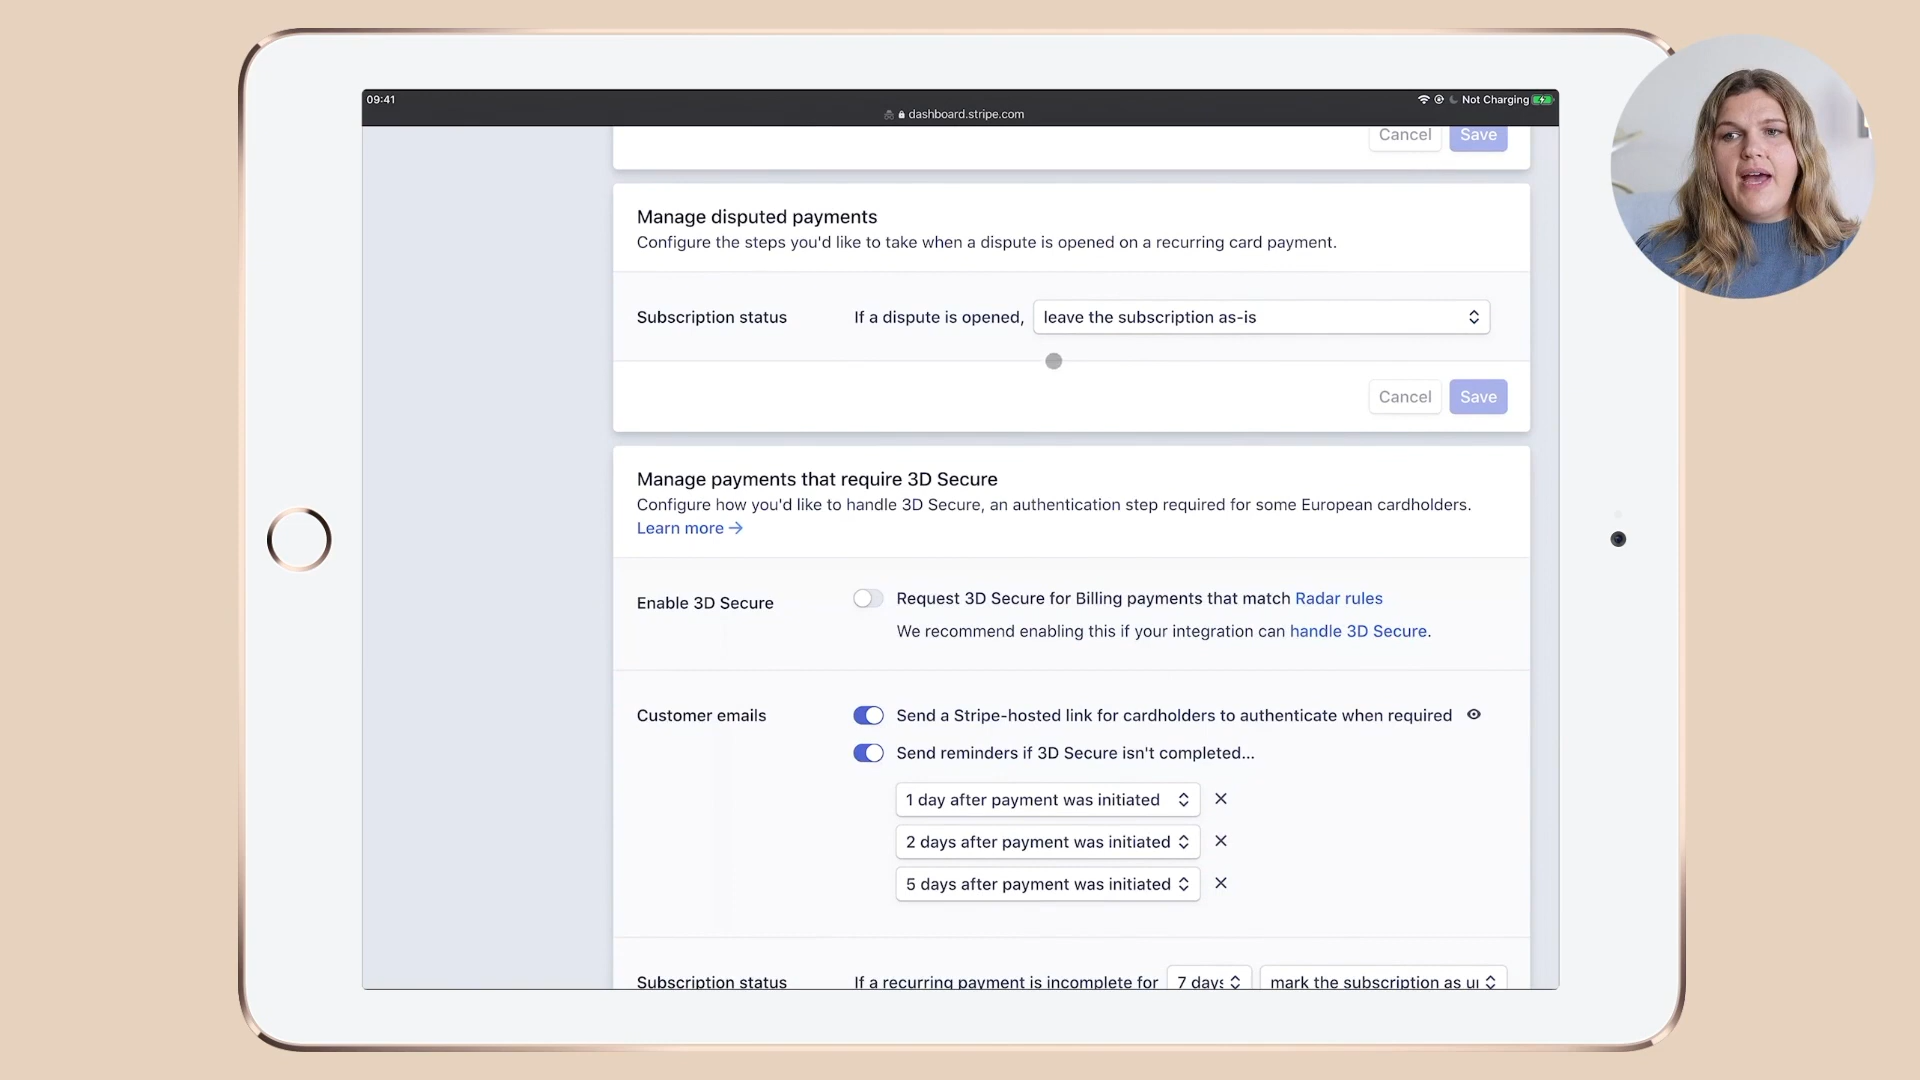 09:41
Not Charging
dashboard.stripe.com
Cancel
Save
Manage disputed payments
Configure the steps you'd like to take when a dispute is opened on a recurring card payment.
Subscription status
If a dispute is opened,
leave the subscription as-is
Cancel
Save
Manage payments that require 3D Secure
Configure how you'd like to handle 3D Secure, an authentication step required for some European cardholders.
Learn more →
Enable 3D Secure
Request 3D Secure for Billing payments that match Radar rules
We recommend enabling this if your integration can handle 3D Secure.
Customer emails
Send a Stripe-hosted link for cardholders to authenticate when required
Send reminders if 3D Secure isn't completed...
1 day after payment was initiated
2 days after payment was initiated
5 days after payment was initiated
Subscription status
If a recurring payment is incomplete for
7 days
mark the subscription as